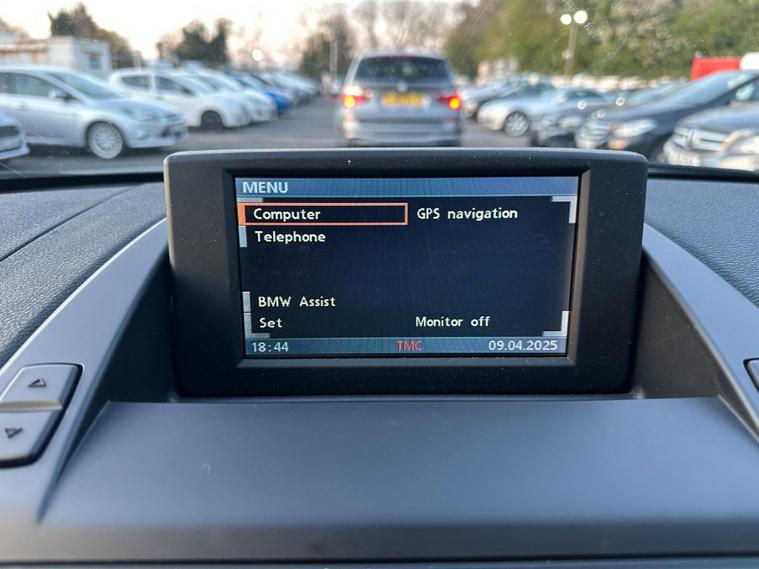 MENU
Computer GPS navigation
Telephone
BMW Assist
Set Monitor off
18:44 TMC 09.04.2025